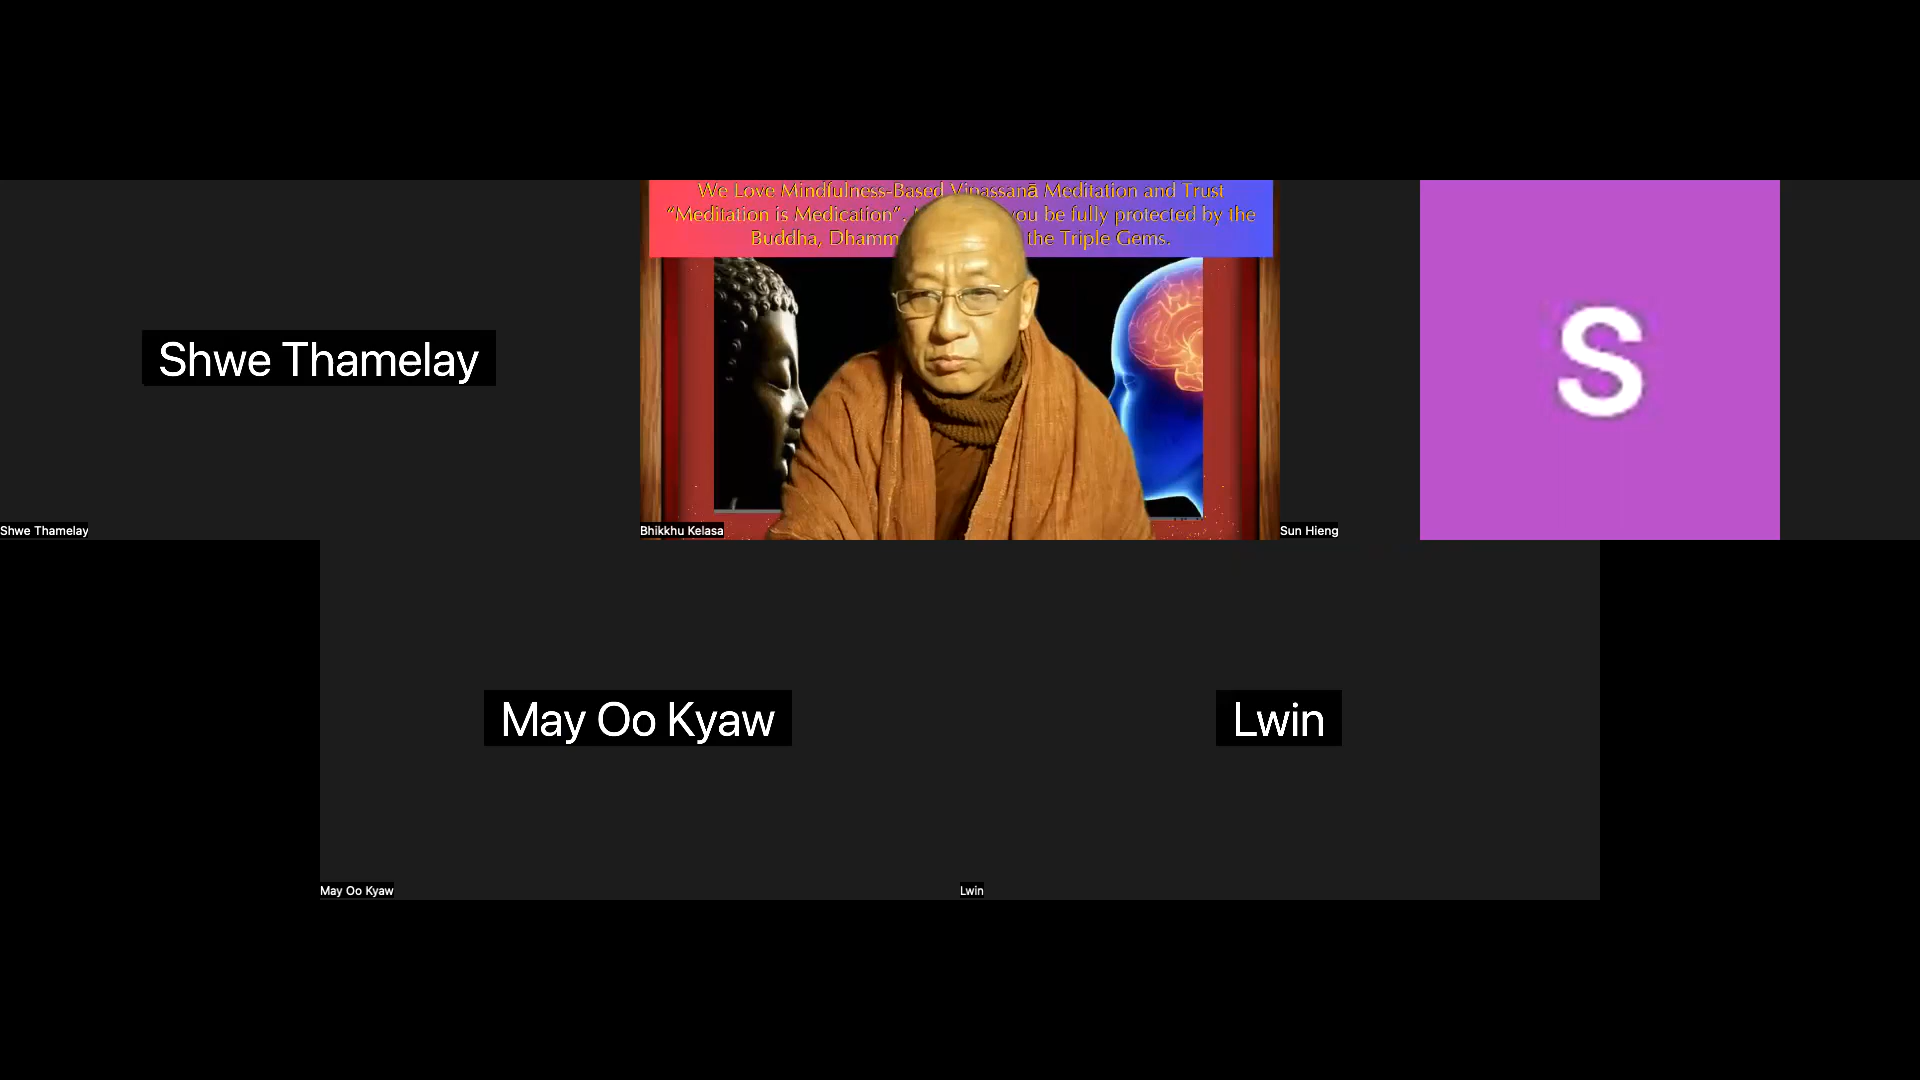 We Love Mindfulness-Based Vipassanā Meditation and Trust
"Meditation is Medication". you be fully protected by the
Buddha, the Triple Gems.
Shwe Thamelay
S
Shwe Thamelay
Bhikkhu Kelasa
Sun Hieng
May Oo Kyaw
Lwin
May Oo Kyaw
Lwin